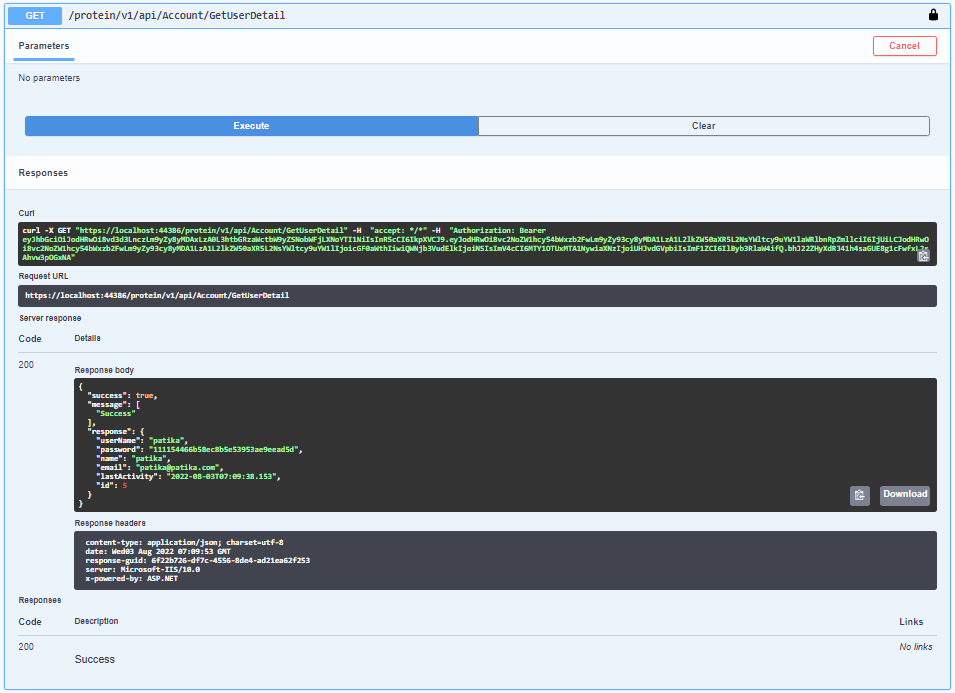 GET /protein/v1/api/Account/GetUserDetail
Parameters
Cancel
No parameters
Execute
Clear
Responses
Curl
curl -X GET "https://localhost:44386/protein/v1/api/Account/GetUserDetail" -H  "accept: */*" -H  "Authorization: Bearer
Request URL
https://localhost:44386/protein/v1/api/Account/GetUserDetail
Server response
Code
Details
200
Response body
{
"success": true,
"message": [
"Success"
],
"response": {
"userName": "patika",
"password": "111154466b58ec8b5e53953ae9eead5d",
"name": "patika",
"email": "patika@patika.com",
"lastActivity": "2022-08-03T07:09:38.153",
"id": 5
}
}
Download
Response headers
content-type: application/json; charset=utf-8
date: Wed03 Aug 2022 07:09:53 GMT
response-guid: 6f22b726-df7c-4556-8de4-ad21ea62f253
server: Microsoft-IIS/10.0
x-powered-by: ASP.NET
Responses
Code
Description
Links
200
Success
No links